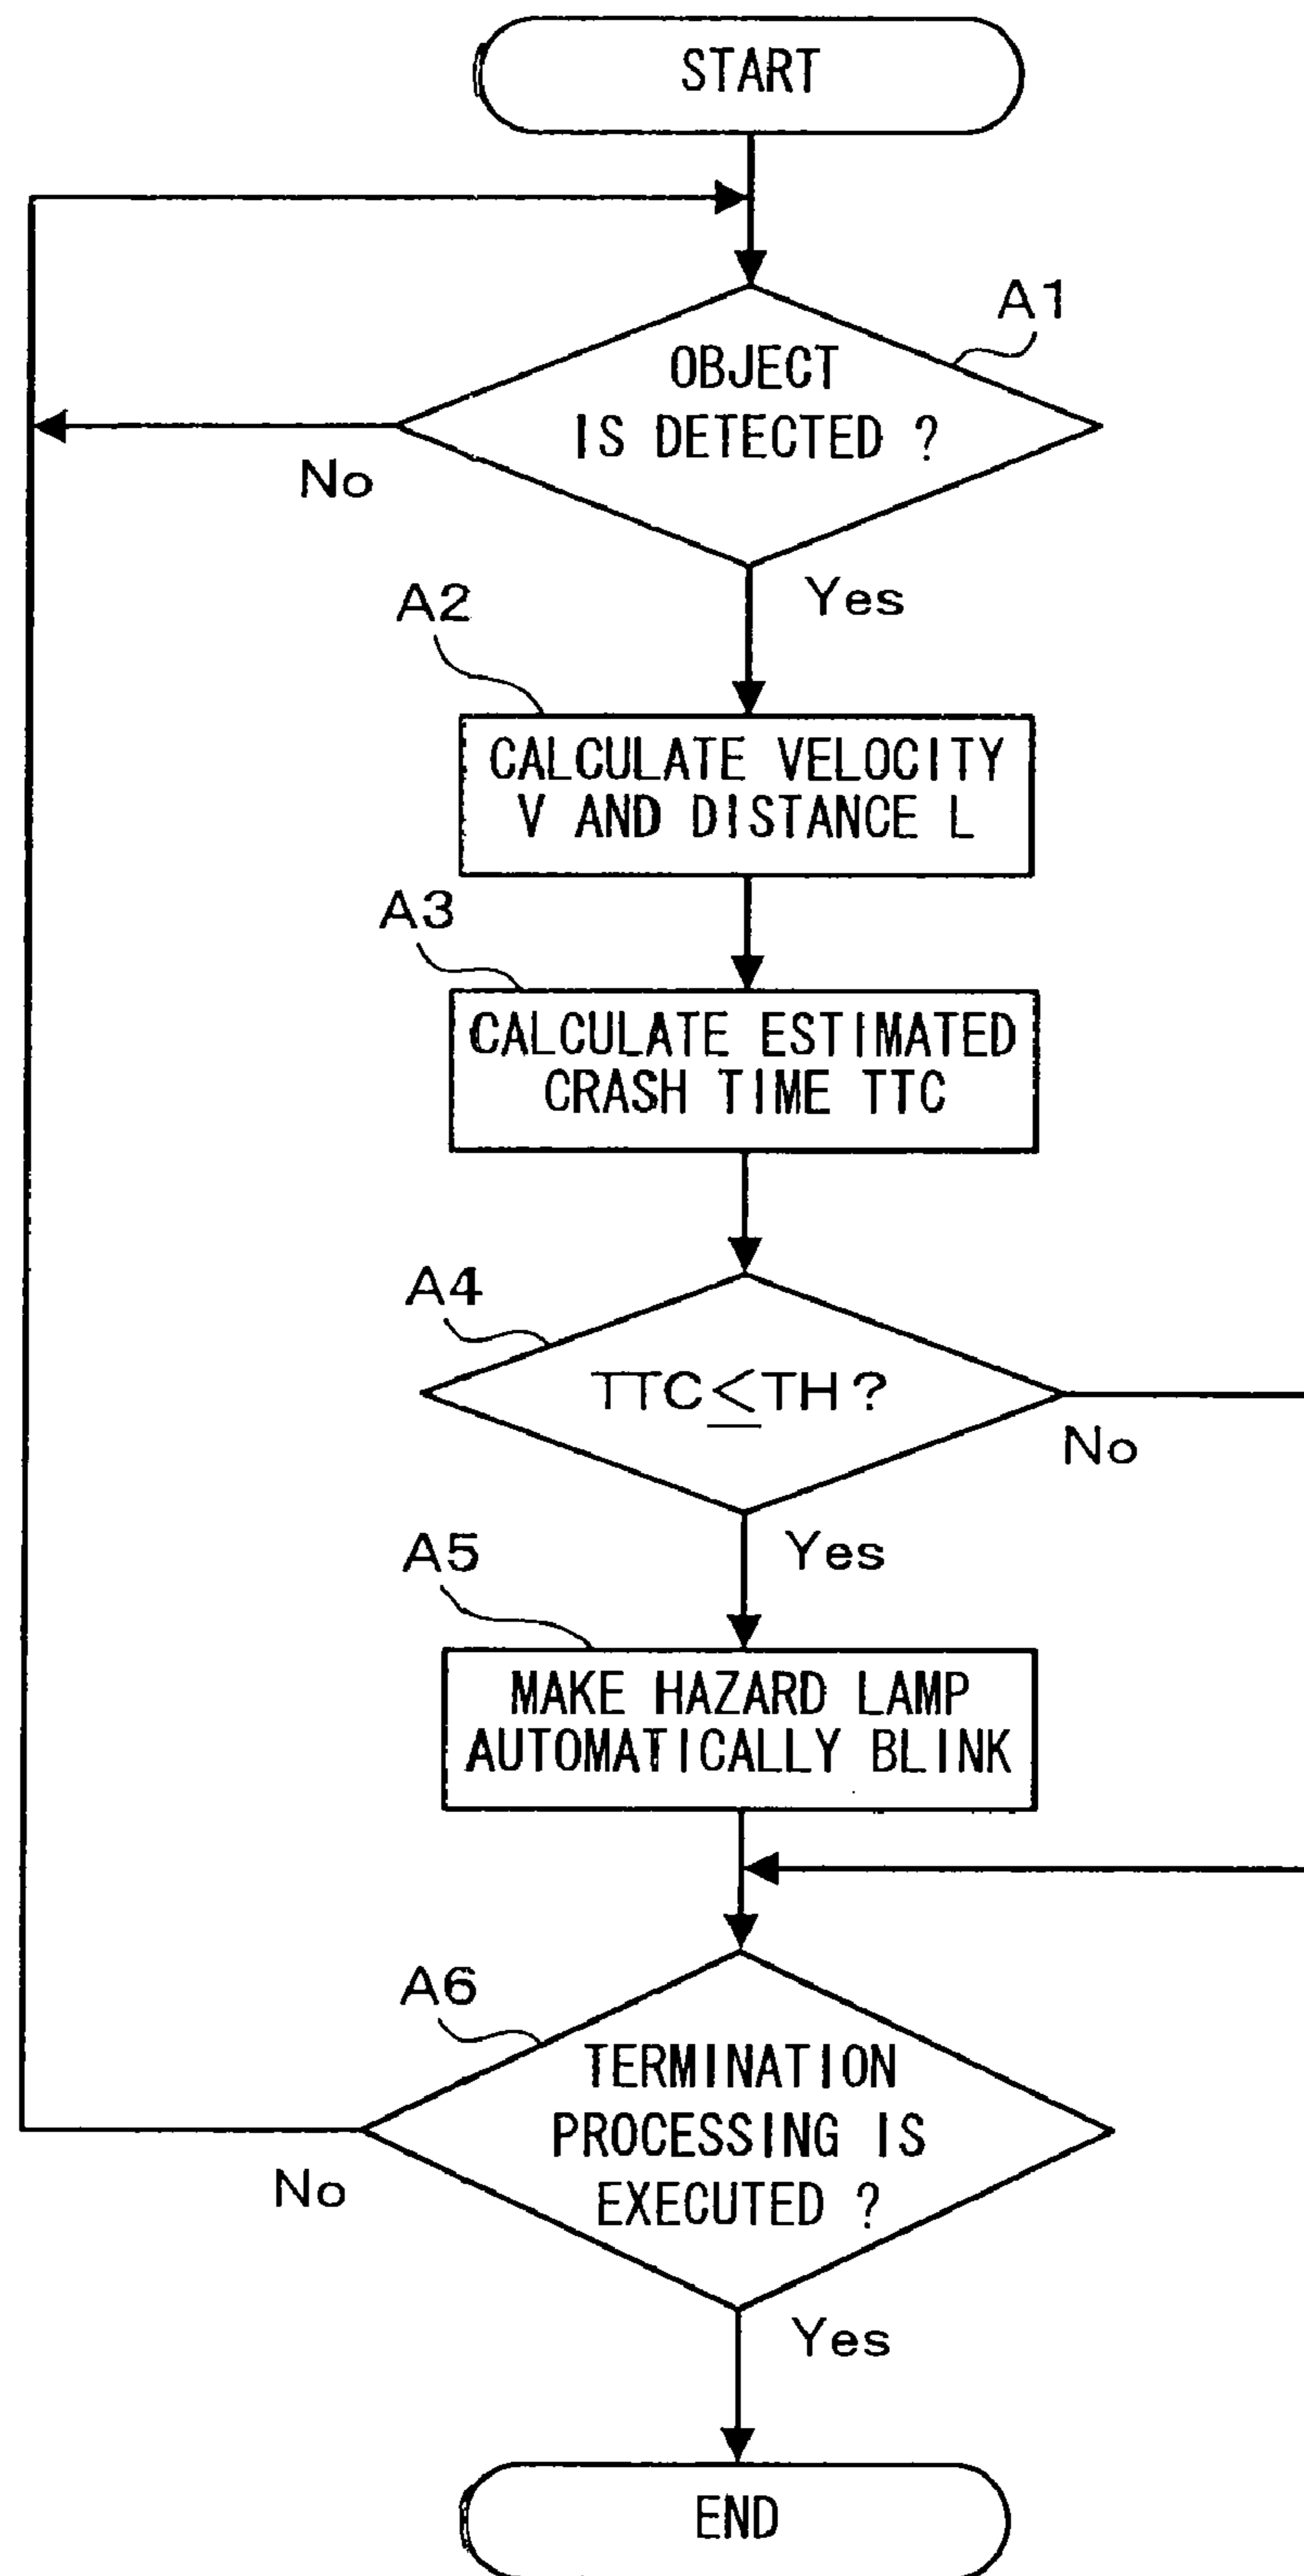 START
A1
OBJECT
IS DETECTED ?
No
Yes
A2
CALCULATE VELOCITY
V AND DISTANCE L
A3
CALCULATE ESTIMATED
CRASH TIME TTC
A4
TTC≤TH?
No
Yes
A5
MAKE HAZARD LAMP
AUTOMATICALLY BLINK
A6
TERMINATION
PROCESSING IS
EXECUTED ?
No
Yes
END